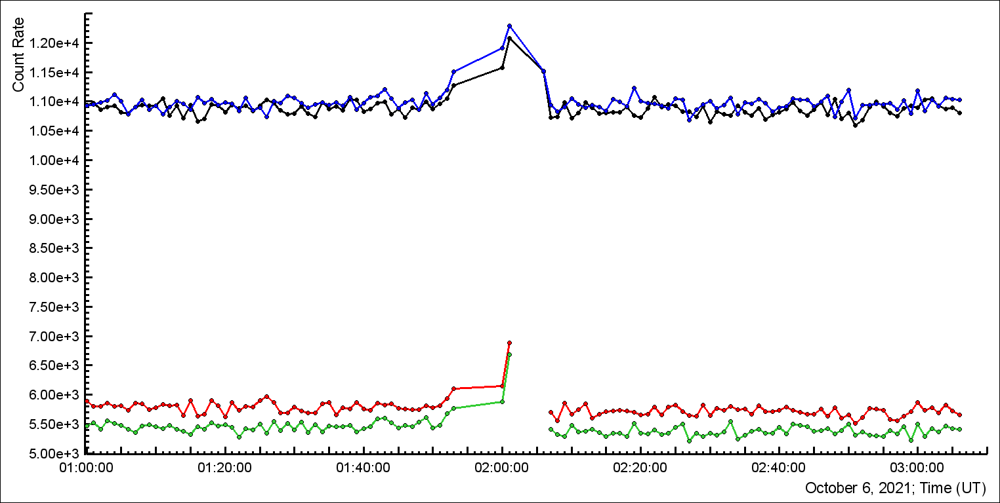 Count Rate
1.20e+4
1.15e+4
1.10e+4
1.05e+4
1.00e+4
9.50e+3
9.00e+3
8.50e+3
8.00e+3
7.50e+3
7.00e+3
6.50e+3
6.00e+3
5.50e+3
5.00e+3
01:00:00 01:20:00 01:40:00 02:00:00 02:20:00 02:40:00 03:00:00
October 6, 2021; Time (UT)